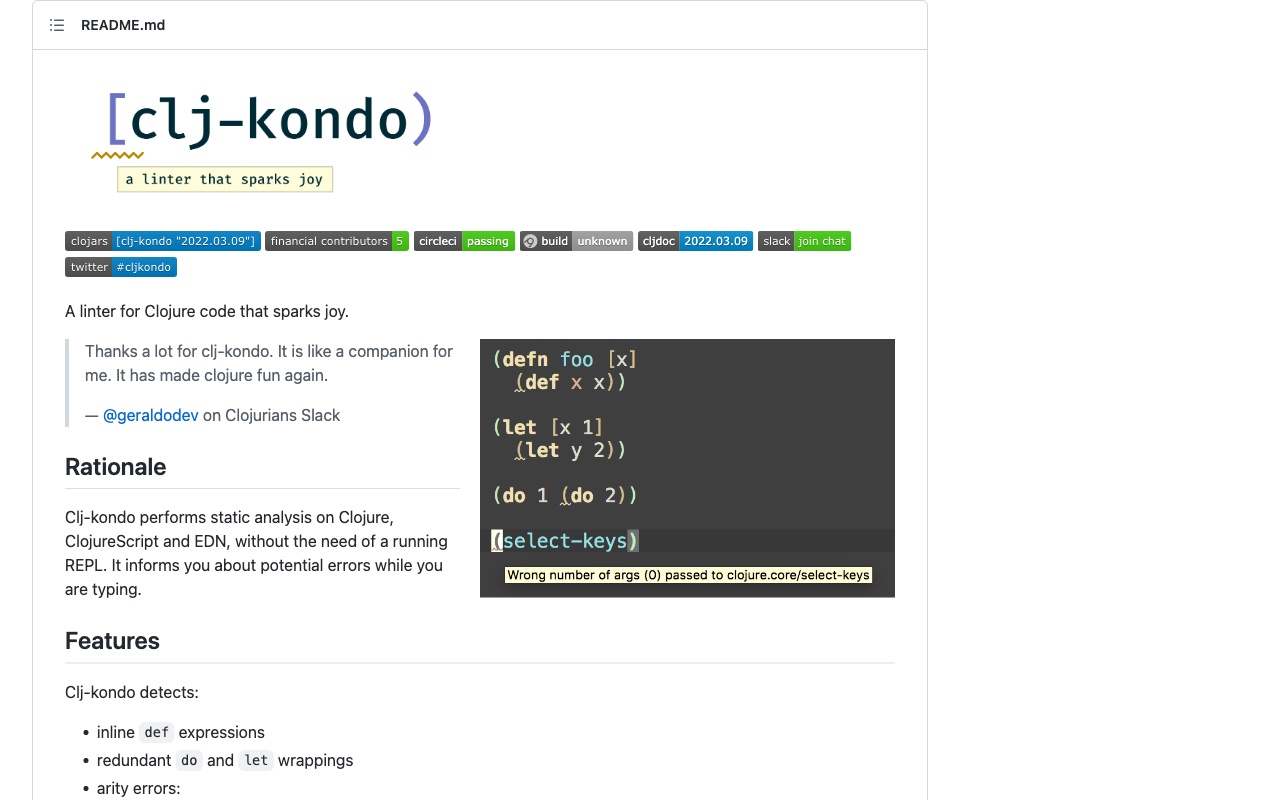 README.md
[clj-kondo)
a linter that sparks joy
clojars [clj-kondo "2022.03.09"] financial contributors 5 circleci passing build unknown cljdoc 2022.03.09 slack join chat
twitter #cljkondo
A linter for Clojure code that sparks joy.
Thanks a lot for clj-kondo. It is like a companion for
me. It has made clojure fun again.
— @geraldodev on Clojurians Slack
Rationale
Clj-kondo performs static analysis on Clojure,
ClojureScript and EDN, without the need of a running
REPL. It informs you about potential errors while you
are typing.
(defn foo [x]
  (def x x))
(let [x 1]
  (let y 2))
(do 1 (do 2))
(select-keys)
Wrong number of args (0) passed to clojure.core/select-keys
Features
Clj-kondo detects:
• inline def expressions
• redundant do and let wrappings
• arity errors: